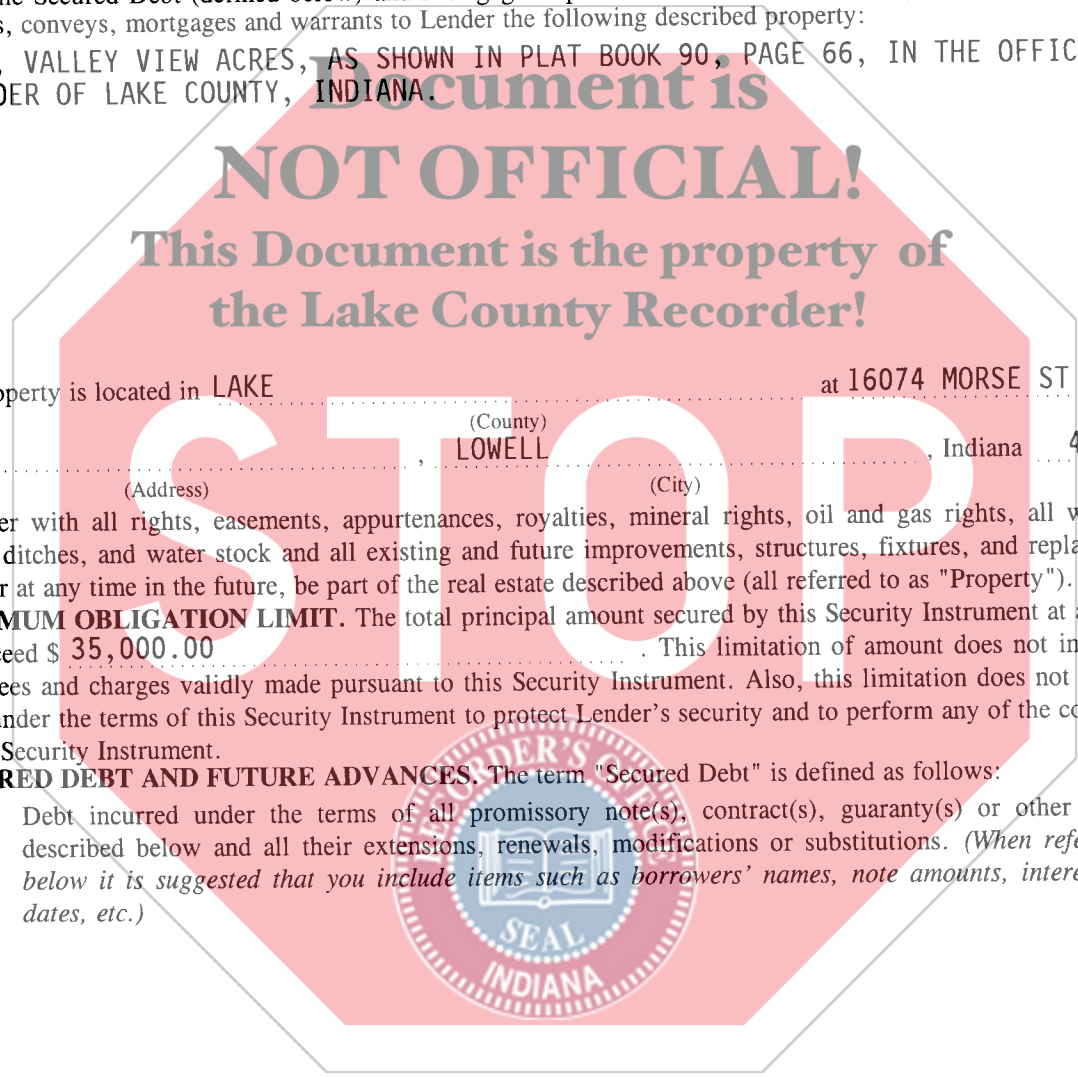 he Secured Debt (defined below) and
s, conveys, mortgages and warrants to Lender the following described property:
, VALLEY VIEW ACRES, AS SHOWN IN PLAT BOOK 90, PAGE 66, IN THE OFFIC
DER OF LAKE COUNTY, INDIANA.
Document is
NOT OFFICIAL!
This Document is the property of
the Lake County Recorder!
operty is located in LAKE at 16074 MORSE ST
(County)
, LOWELL , Indiana 4
(Address) (City)
STOP
er with all rights, easements, appurtenances, royalties, mineral rights, oil and gas rights, all w
ditches, and water stock and all existing and future improvements, structures, fixtures, and repla
r at any time in the future, be part of the real estate described above (all referred to as "Property").
MUM OBLIGATION LIMIT. The total principal amount secured by this Security Instrument at a
ceed $ 35,000.00 . This limitation of amount does not in
ees and charges validly made pursuant to this Security Instrument. Also, this limitation does not
nder the terms of this Security Instrument to protect Lender's security and to perform any of the co
Security Instrument.
RED DEBT AND FUTURE ADVANCES. The term "Secured Debt" is defined as follows:
Debt incurred under the terms of all promissory note(s), contract(s), guaranty(s) or other
described below and all their extensions, renewals, modifications or substitutions. (When refe
below it is suggested that you include items such as borrowers' names, note amounts, intere
dates, etc.)
RECORDER'S OFFICE
SEAL
INDIANA